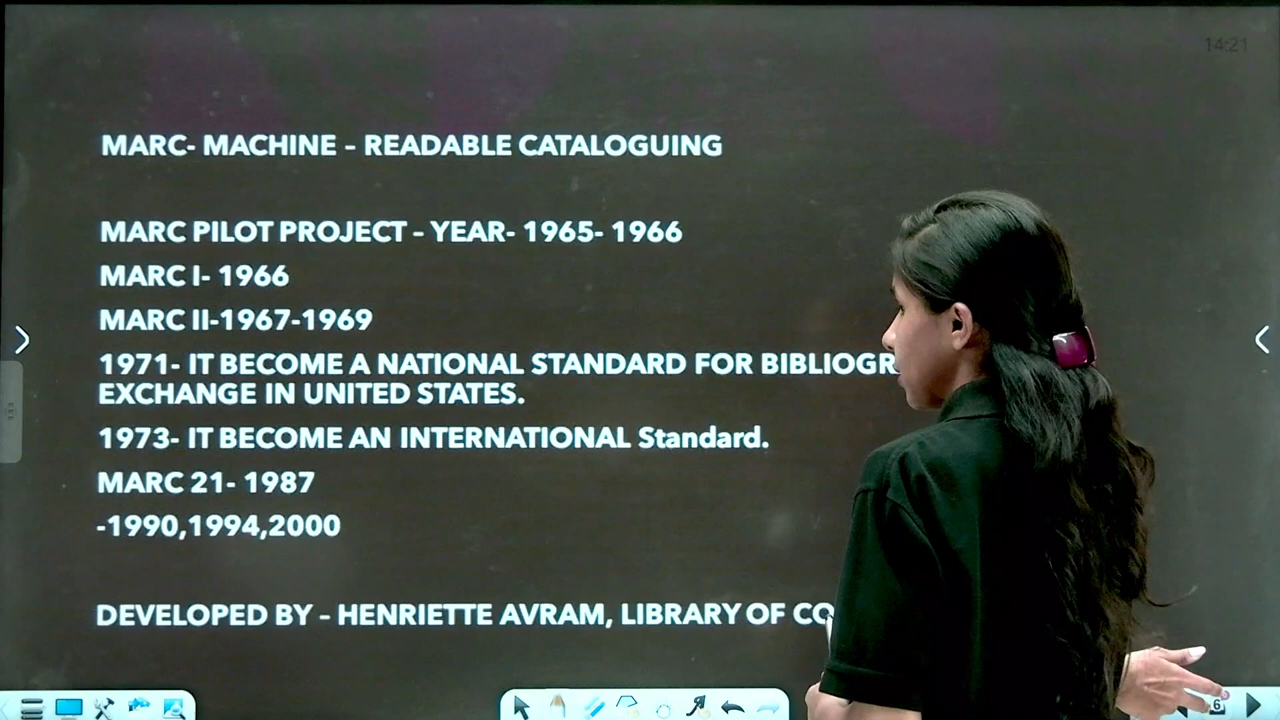 14:21
MARC- MACHINE – READABLE CATALOGUING
MARC PILOT PROJECT – YEAR- 1965- 1966
MARC I- 1966
MARC II-1967-1969
1971- IT BECOME A NATIONAL STANDARD FOR
EXCHANGE IN UNITED STATES.
1973- IT BECOME AN INTERNATIONAL Standard.
MARC 21- 1987
-1990,1994,2000
DEVELOPED BY – HENRIETTE AVRAM, LIBRARY OF
6